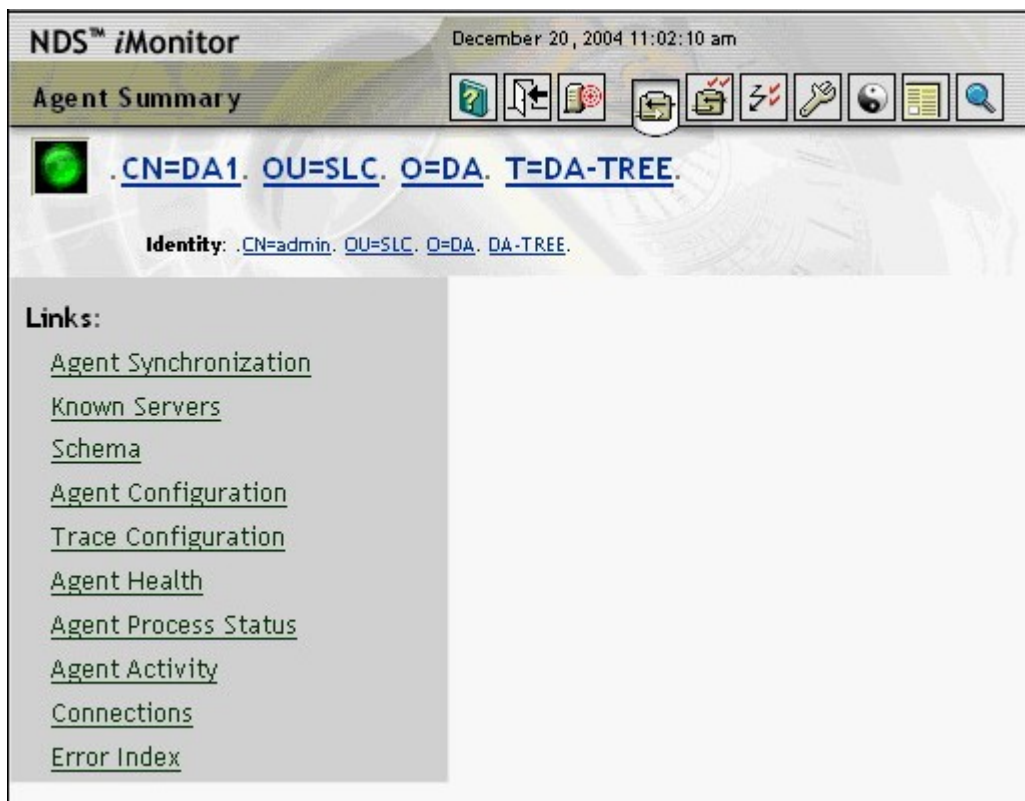 NDS™ iMonitor
December 20, 2004 11:02:10 am
Agent Summary
.CN=DA1. OU=SLC. O=DA. T=DA-TREE.
Identity: .CN=admin. OU=SLC. O=DA. DA-TREE.
Links:
Agent Synchronization
Known Servers
Schema
Agent Configuration
Trace Configuration
Agent Health
Agent Process Status
Agent Activity
Connections
Error Index